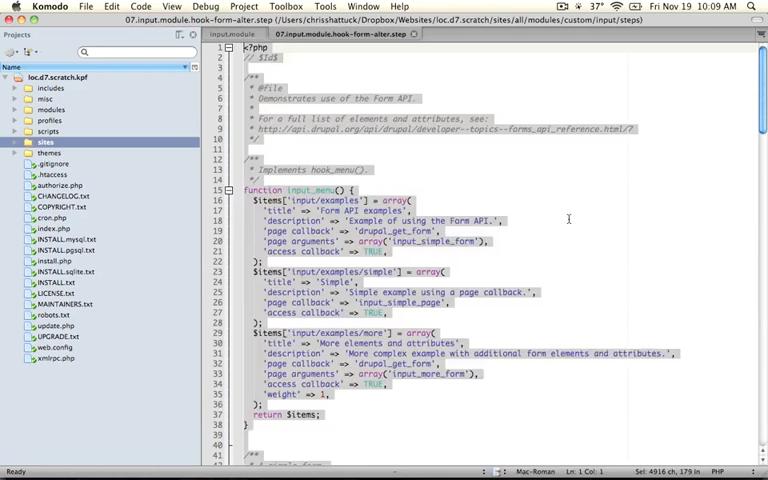 Komodo File Edit Code View Debug Project Toolbox Tools Window Help 37° Fri Nov 19 10:09 AM
07.input.module.hook-form-alter.step (/Users/chrisshattuck/Dropbox/Websites/loc.d7.scratch/sites/all/modules/custom/input/steps)
Projects
input.module
07.input.module.hook-form-alter.step
Name
loc.d7.scratch.kpf
includes
misc
modules
profiles
scripts
sites
themes
.gitignore
.htaccess
authorize.php
CHANGELOG.txt
COPYRIGHT.txt
cron.php
index.php
INSTALL.mysql.txt
INSTALL.pgsql.txt
install.php
INSTALL.sqlite.txt
INSTALL.txt
LICENSE.txt
MAINTAINERS.txt
robots.txt
update.php
UPGRADE.txt
web.config
xmlrpc.php
1 <?php
2 // $Id$
3
4 /**
5 * @file
6 * Demonstrates use of the Form API.
7 *
8 * For a full list of elements and attributes, see:
9 * http://api.drupal.org/api/drupal/developer--topics--forms_api_reference.html/7
10 */
11
12 /**
13 * Implements hook_menu().
14 */
15 function input_menu() {
16 $items['input/examples'] = array(
17 'title' => 'Form API examples',
18 'description' => 'Example of using the Form API.',
19 'page callback' => 'drupal_get_form',
20 'page arguments' => array('input_simple_form'),
21 'access callback' => TRUE,
22 );
23 $items['input/examples/simple'] = array(
24 'title' => 'Simple',
25 'description' => 'Simple example using a page callback.',
26 'page callback' => 'input_simple_page',
27 'access callback' => TRUE,
28 );
29 $items['input/examples/more'] = array(
30 'title' => 'More elements and attributes',
31 'description' => 'More complex example with additional form elements and attributes.',
32 'page callback' => 'drupal_get_form',
33 'page arguments' => array('input_more_form'),
34 'access callback' => TRUE,
35 'weight' => 1,
36 );
37 return $items;
38 }
39
40
41 /**
42 * A simple form
Ready
Mac-Roman Ln: 1 Col: 1 Sel: 4916 ch, 179 ln PHP